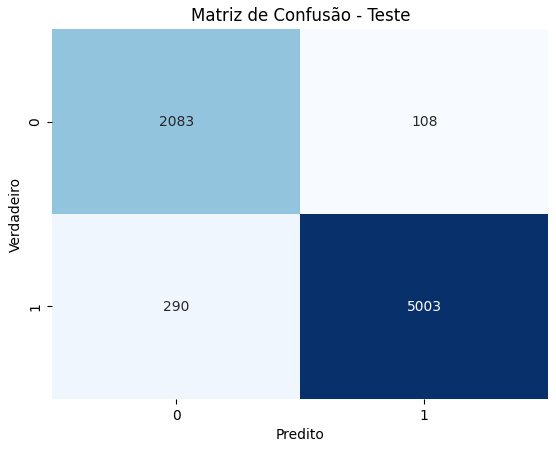 Matriz de Confusão - Teste
0
2083
108
Verdadeiro
1
290
5003
0
1
Predito